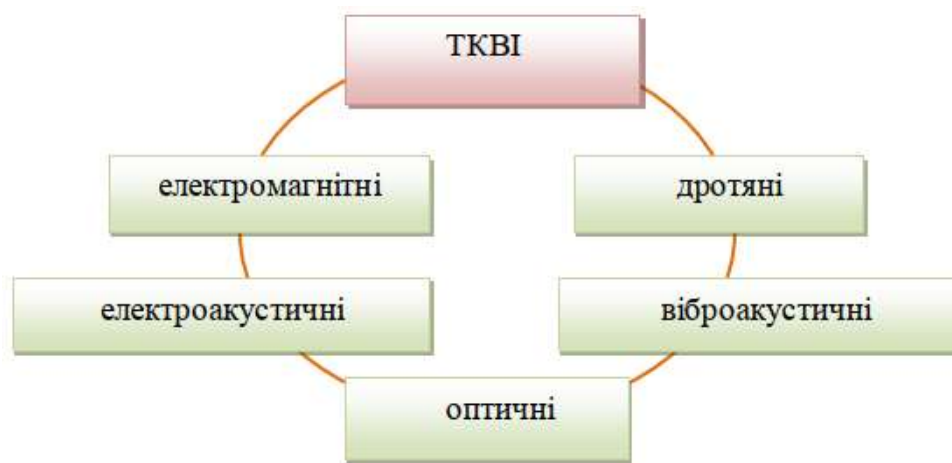 ТКВІ
електромагнітні
дротяні
електроакустичні
віброакустичні
оптичні